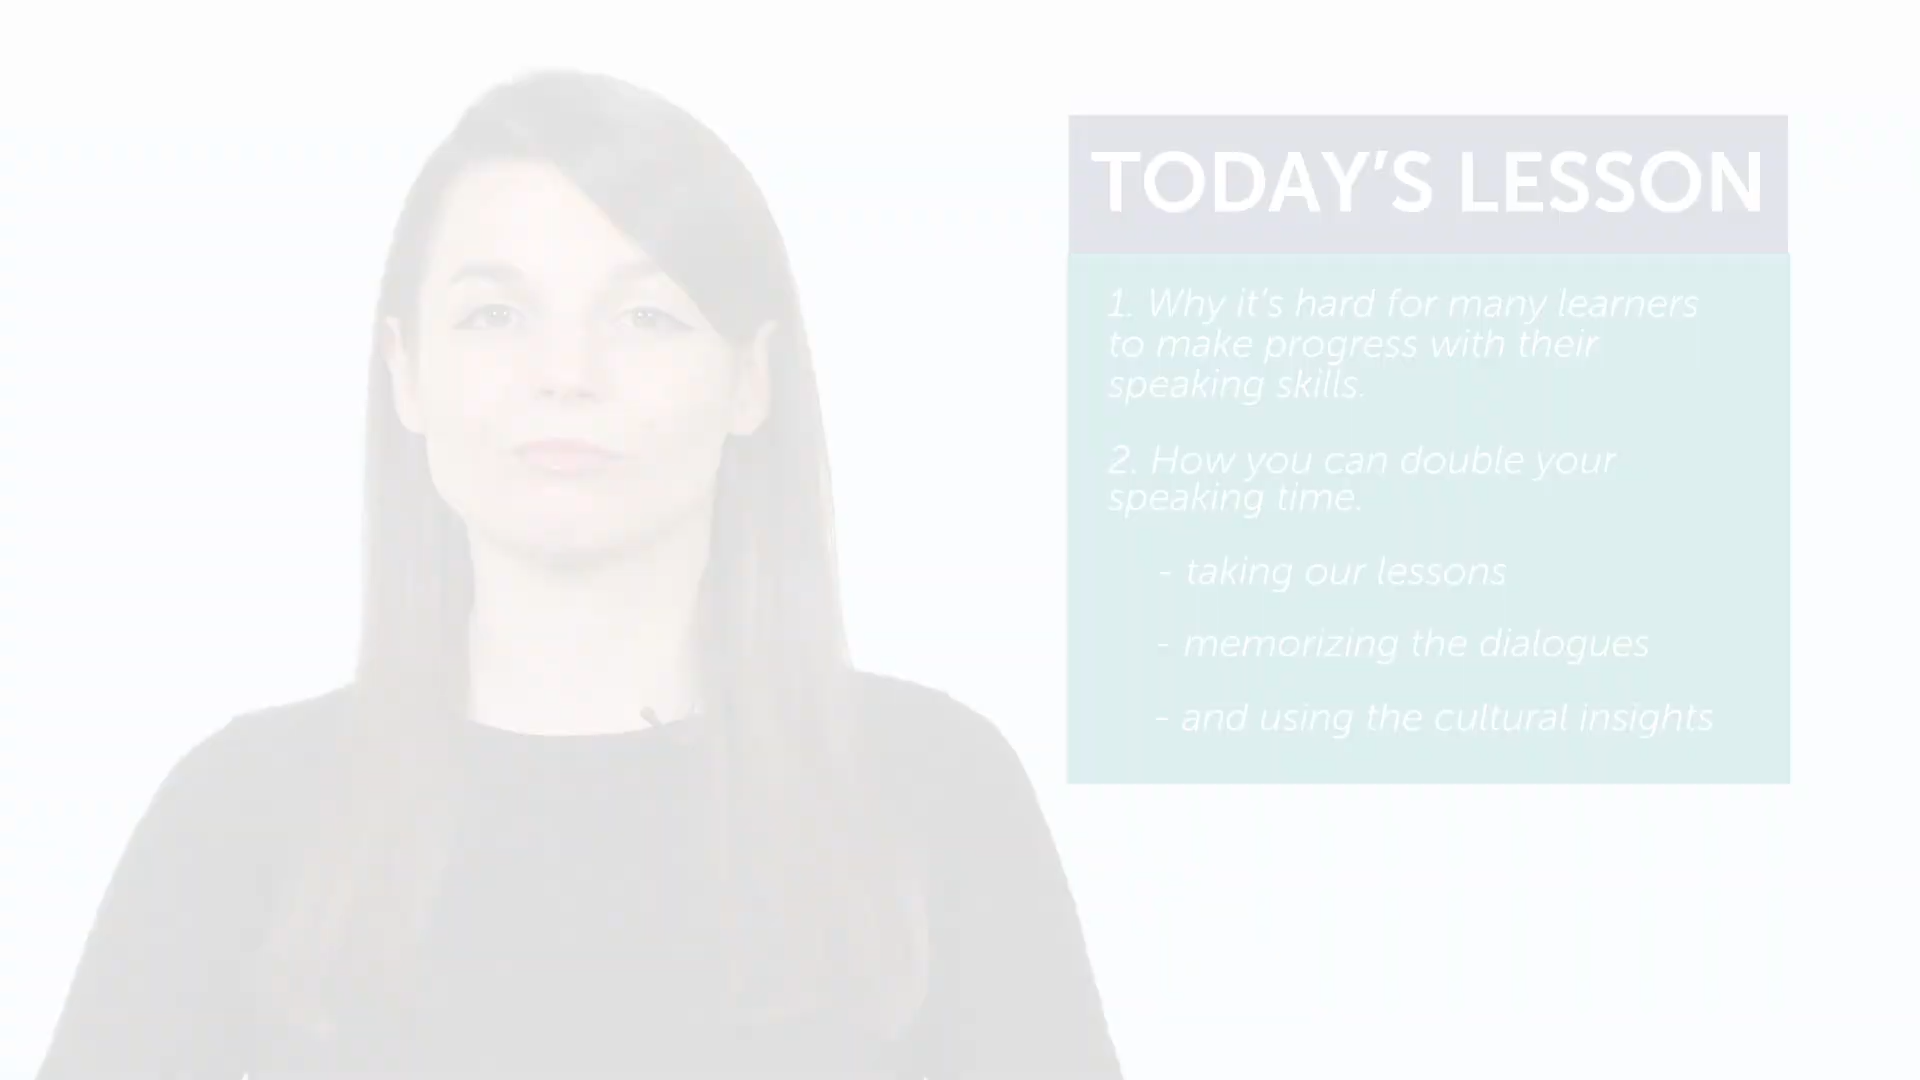 TODAY'S LESSON
1. Why it's hard for many learners
to make progress with their
speaking skills.
2. How you can double your
speaking time.
- taking our lessons
- memorizing the dialogues
- and using the cultural insights